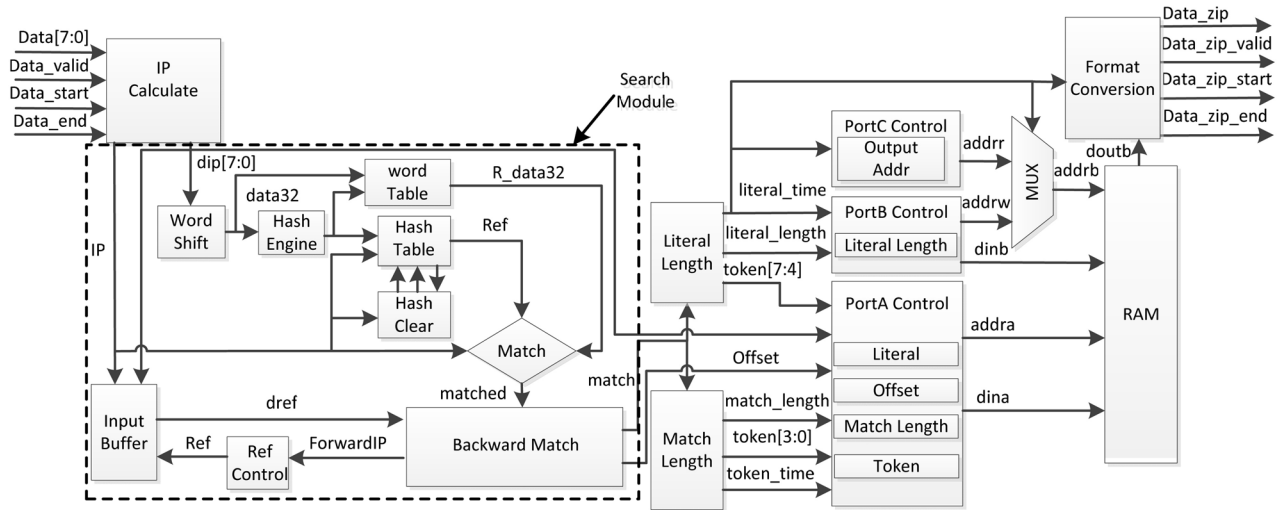 Data[7:0]
Data_valid
Data_start
Data_end
IP
Calculate
Search
Module
Format
Conversion
Data_zip
Data_zip_valid
Data_zip_start
Data_zip_end
dip[7:0]
data32
Word
Shift
Hash
Engine
word
Table
R_data32
Hash
Table
Ref
Hash
Clear
IP
Match
matched
match
Input
Buffer
dref
Ref
Ref
Control
ForwardIP
Backward Match
Literal
Length
literal_time
literal_length
token[7:4]
Offset
Match
Length
match_length
token[3:0]
token_time
PortC Control
Output
Addr
addrr
PortB Control
Literal Length
addrw
dinb
MUX
addrb
doutb
PortA Control
Literal
Offset
Match Length
Token
addra
dina
RAM